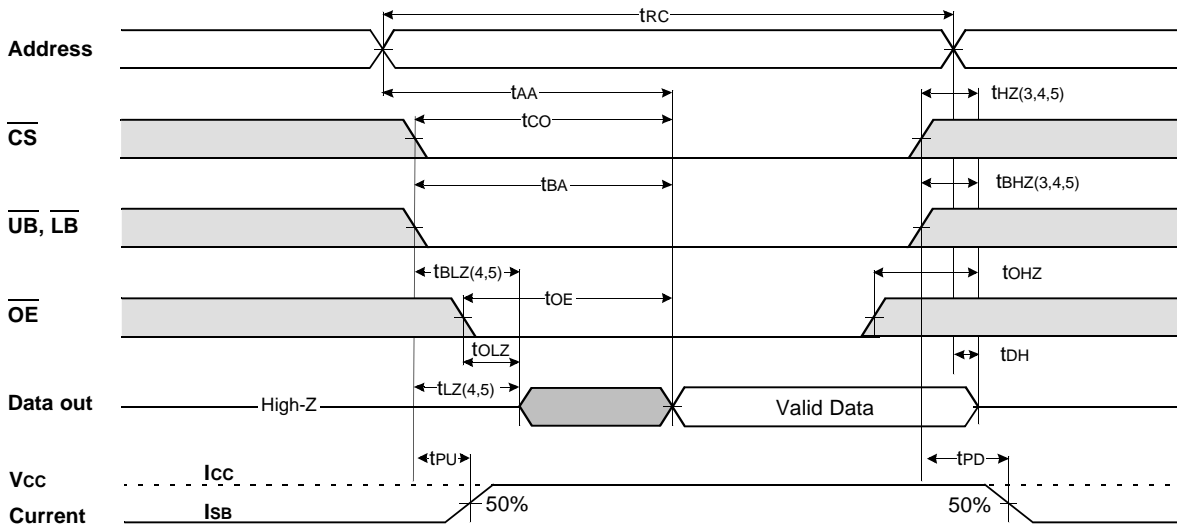 tRC
Address
tAA
tHZ(3,4,5)
tCO
CS
tBA
tBHZ(3,4,5)
UB, LB
tBLZ(4,5)
tOHZ
tOE
OE
tOLZ
tDH
tLZ(4,5)
Data out
High-Z
Valid Data
tPU
tPD
VCC
ICC
50%
50%
Current
ISB